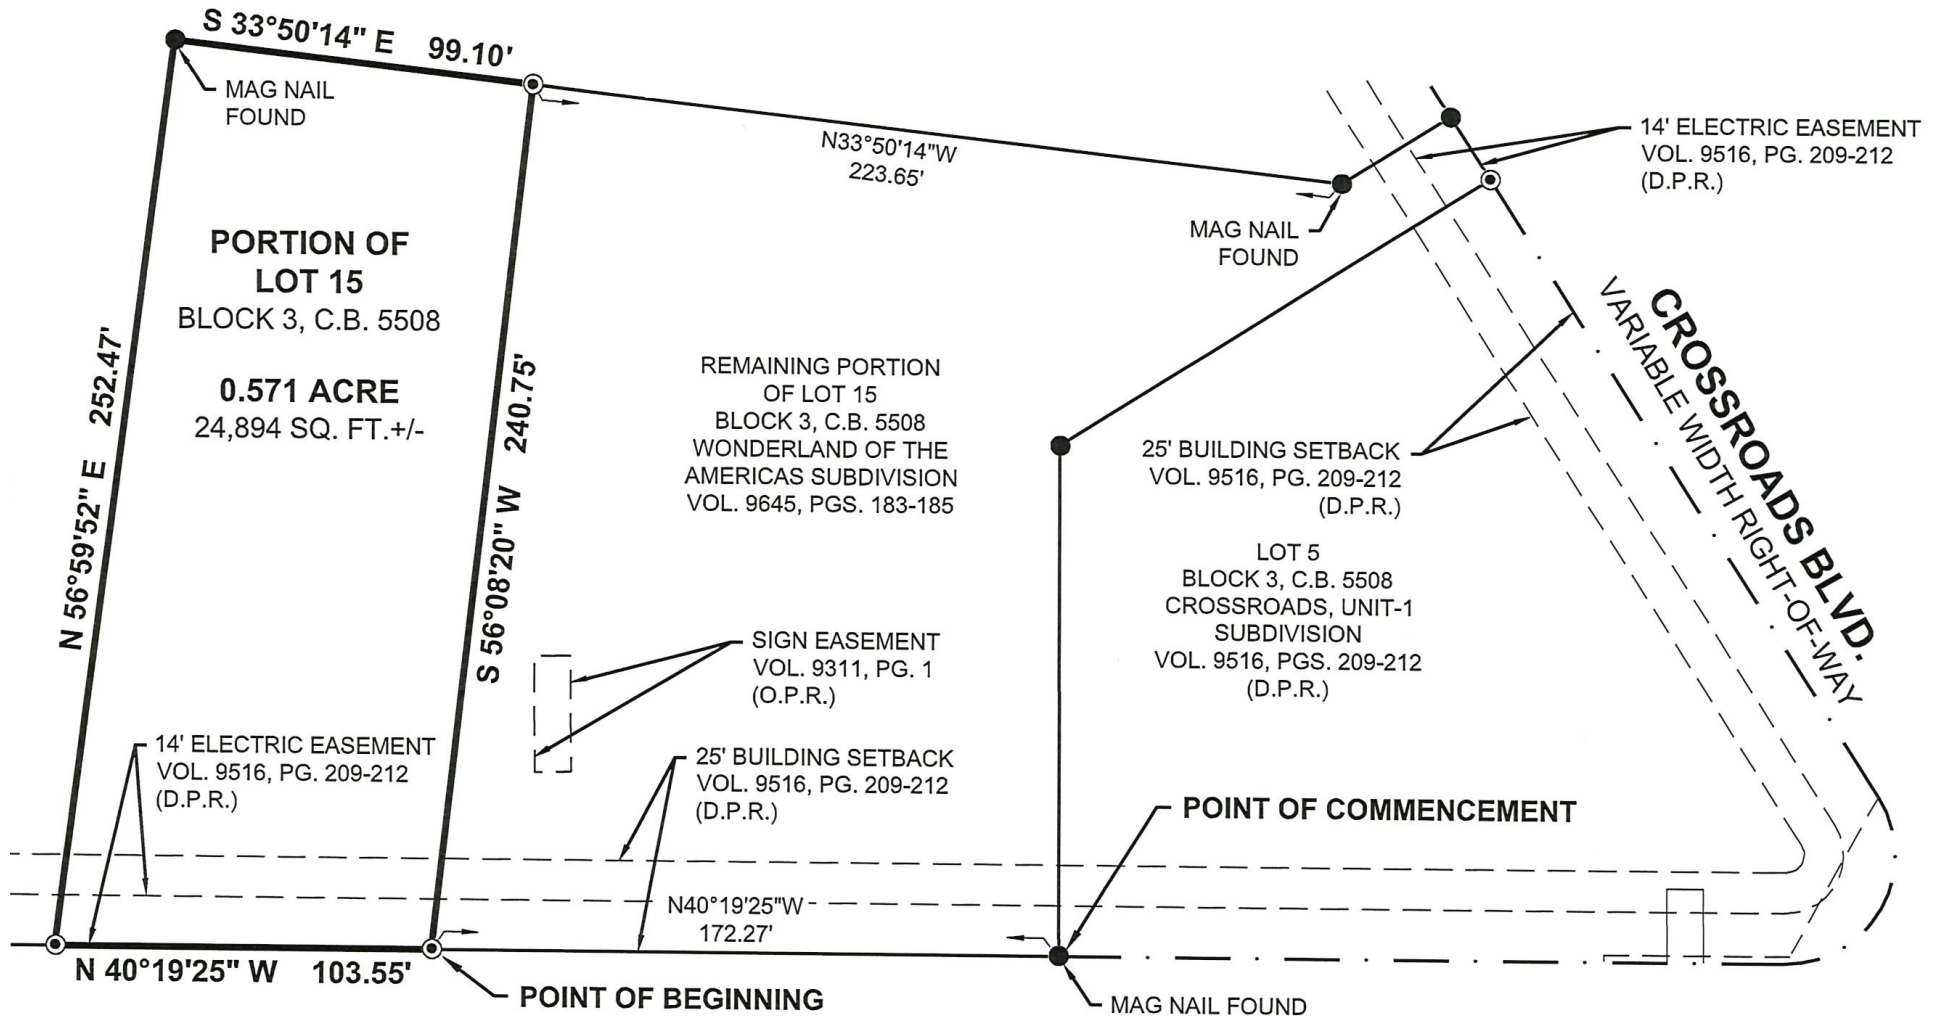 S 33°50'14" E 99.10'
MAG NAIL
FOUND
N33°50'14"W
223.65'
14' ELECTRIC EASEMENT
VOL. 9516, PG. 209-212
(D.P.R.)
MAG NAIL
FOUND
PORTION OF
LOT 15
BLOCK 3, C.B. 5508
0.571 ACRE
24,894 SQ. FT.+/-
N 56°59'52" E 252.47'
S 56°08'20" W 240.75'
REMAINING PORTION
OF LOT 15
BLOCK 3, C.B. 5508
WONDERLAND OF THE
AMERICAS SUBDIVISION
VOL. 9645, PGS. 183-185
CROSSROADS BLVD.
VARIABLE WIDTH RIGHT-OF-WAY
25' BUILDING SETBACK
VOL. 9516, PG. 209-212
(D.P.R.)
LOT 5
BLOCK 3, C.B. 5508
CROSSROADS, UNIT-1
SUBDIVISION
VOL. 9516, PGS. 209-212
(D.P.R.)
SIGN EASEMENT
VOL. 9311, PG. 1
(O.P.R.)
14' ELECTRIC EASEMENT
VOL. 9516, PG. 209-212
(D.P.R.)
25' BUILDING SETBACK
VOL. 9516, PG. 209-212
(D.P.R.)
POINT OF COMMENCEMENT
N40°19'25"W
172.27'
N 40°19'25" W 103.55'
POINT OF BEGINNING
MAG NAIL FOUND